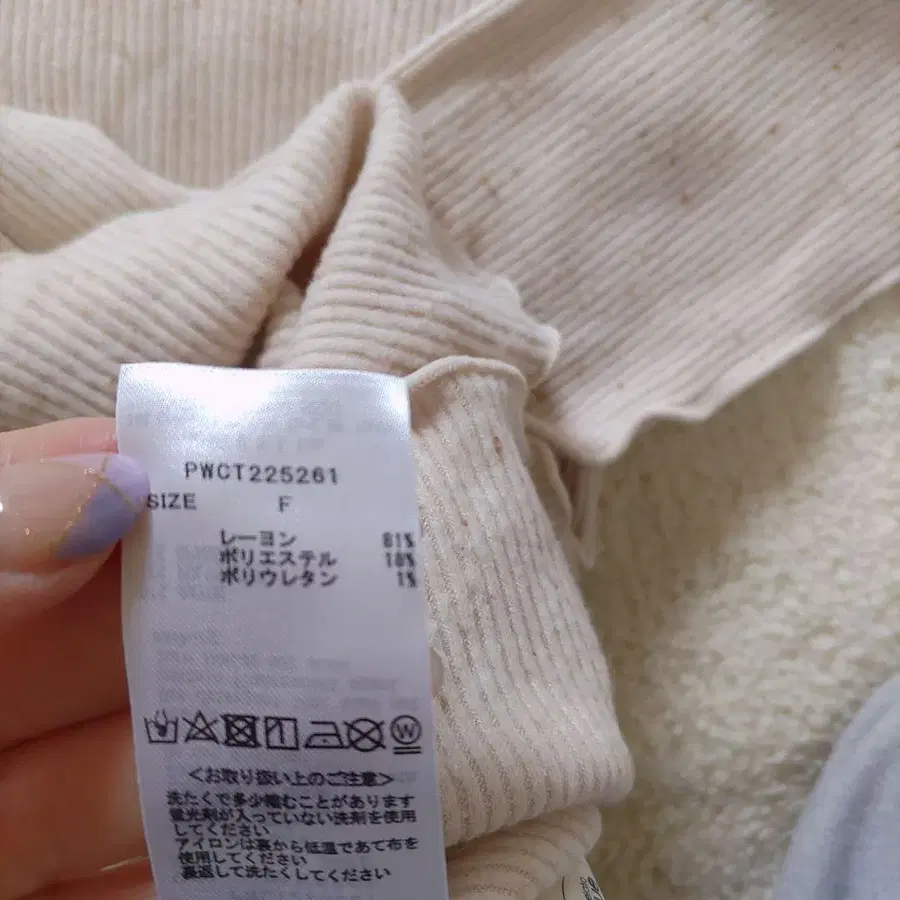 PWCT225261
SIZE F
レーヨン 81%
ポリエステル 18%
ポリウレタン 1%
W
<お取り扱い上のご注意>
洗たくで多少縮むことがあります
蛍光剤が入っていない洗剤を使用
してください
アイロンは裏から低温であて布を
使用してください
裏返して洗たくしてください